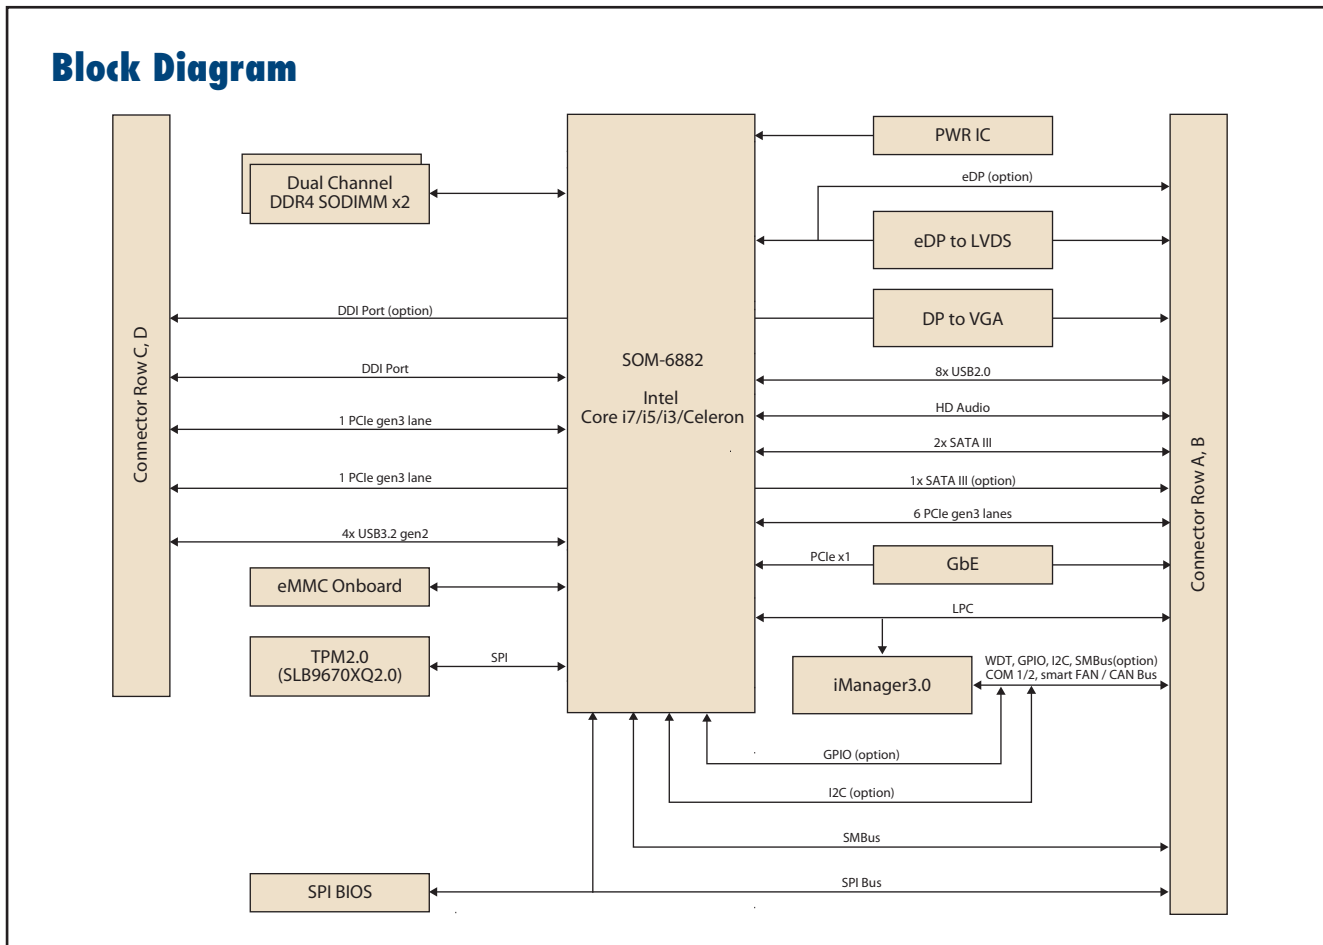 Block Diagram
Connector Row C, D
Dual Channel
DDR4 SODIMM x2
DDI Port (option)
DDI Port
1 PCIe gen3 lane
1 PCIe gen3 lane
4x USB3.2 gen2
eMMC Onboard
TPM2.0
(SLB9670XQ2.0)
SPI
SPI BIOS
SOM-6882
Intel
Core i7/i5/i3/Celeron
PWR IC
eDP (option)
eDP to LVDS
DP to VGA
8x USB2.0
HD Audio
2x SATA III
1x SATA III (option)
6 PCIe gen3 lanes
PCIe x1
GbE
LPC
iManager3.0
WDT, GPIO, I2C, SMBus(option)
COM 1/2, smart FAN / CAN Bus
GPIO (option)
I2C (option)
SMBus
SPI Bus
Connector Row A, B